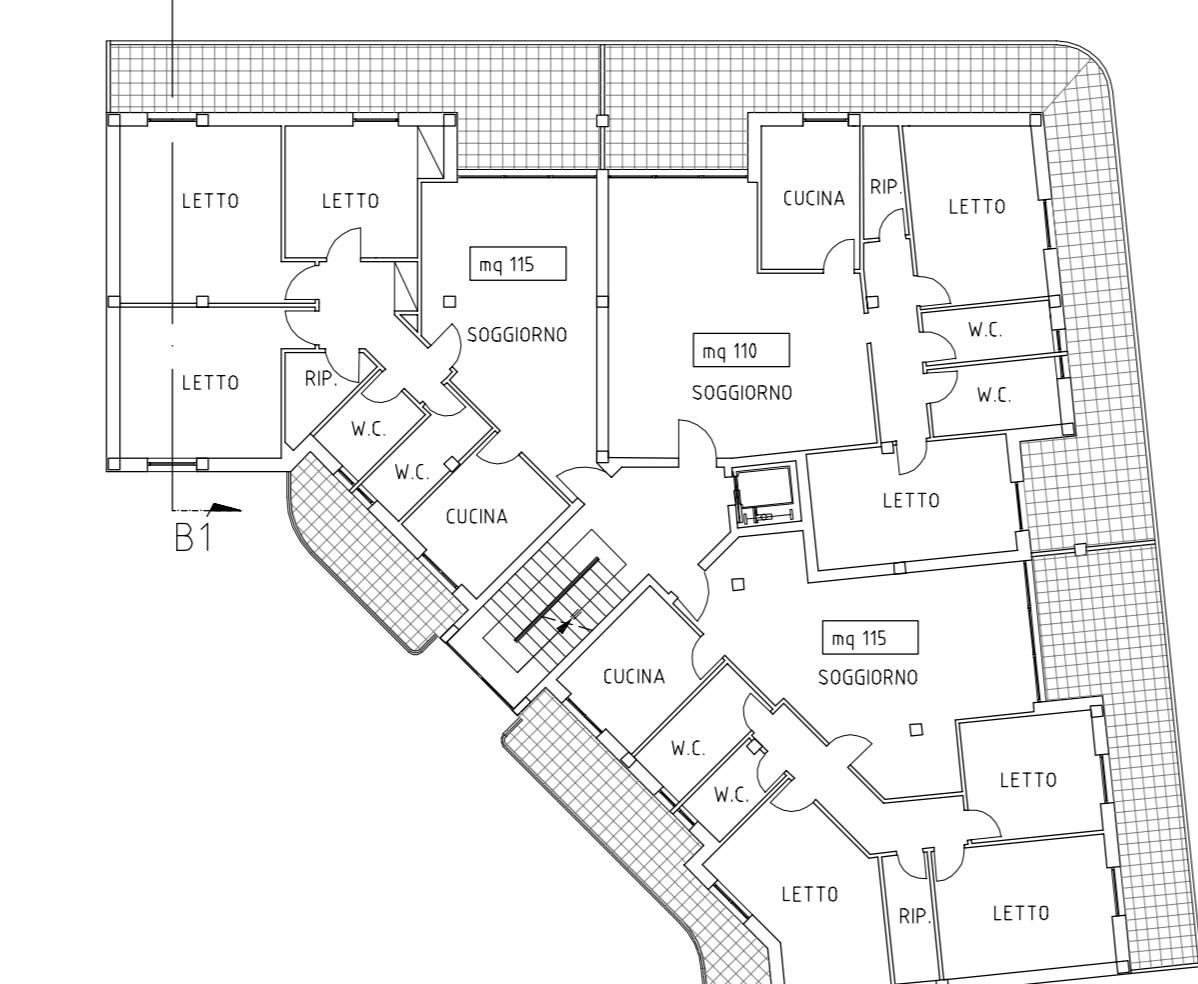 LETTO
LETTO
CUCINA
RIP.
LETTO
mq 115
SOGGIORNO
mq 110
SOGGIORNO
W.C.
W.C.
LETTO
RIP.
W.C.
W.C.
CUCINA
LETTO
B1
mq 115
SOGGIORNO
CUCINA
W.C.
W.C.
LETTO
LETTO
RIP.
LETTO